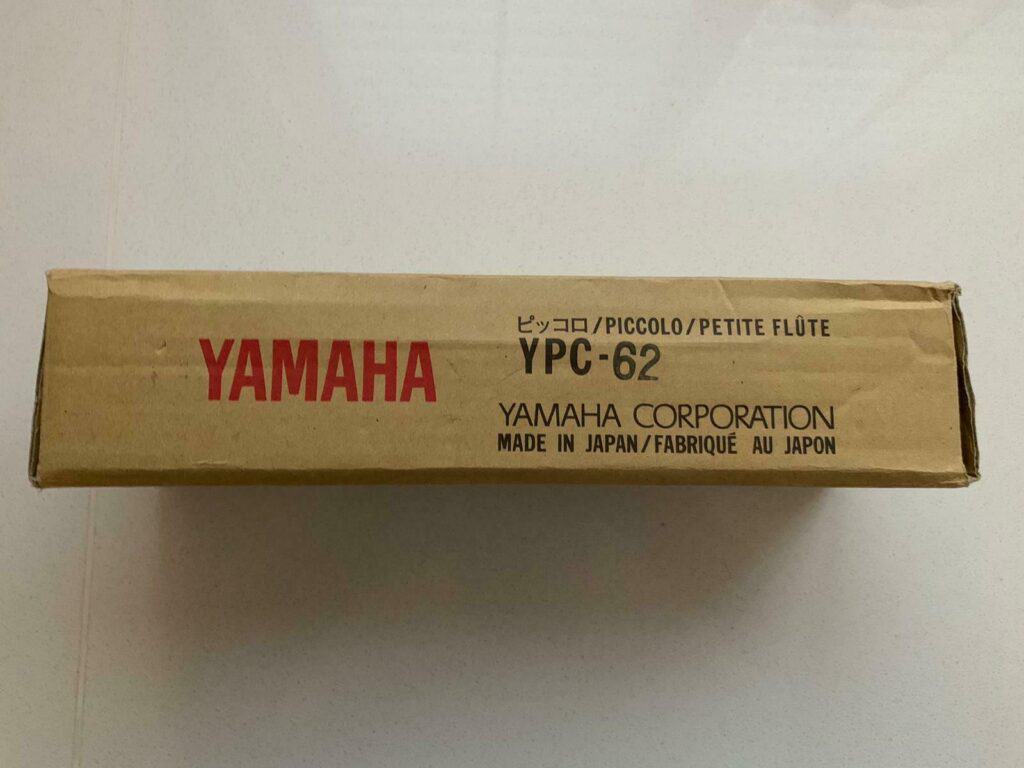 YAMAHA
ピッコロ/PICCOLO/PETITE FLÛTE
YPC-62
YAMAHA CORPORATION
MADE IN JAPAN/FABRIQUÉ AU JAPON